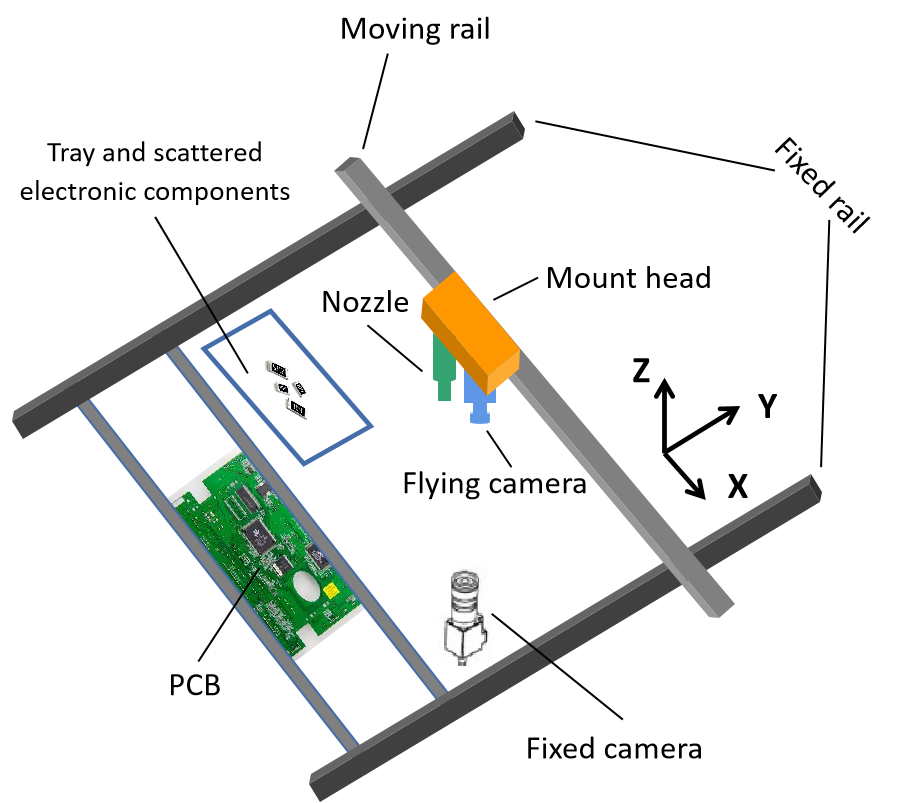 Moving rail
Tray and scattered
electronic components
Fixed rail
Nozzle
Mount head
Z
Y
X
Flying camera
PCB
Fixed camera